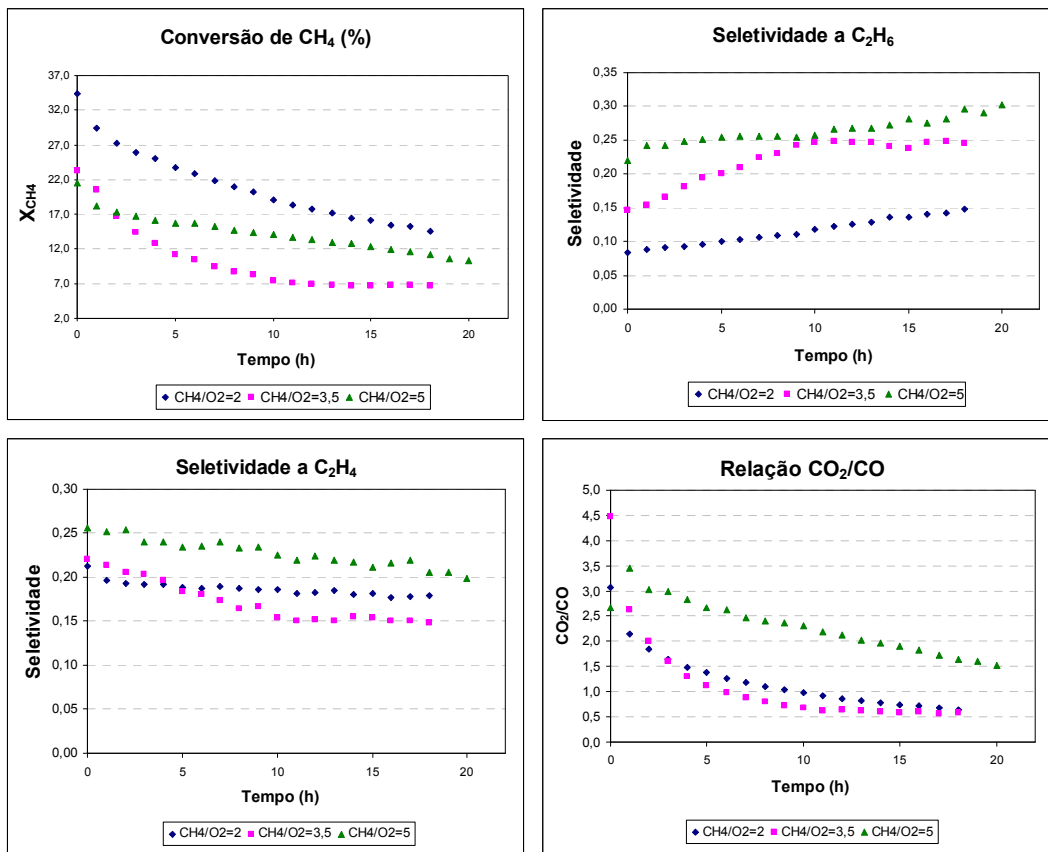 Conversão de CH₄ (%)
37,0
32,0
27,0
22,0
17,0
12,0
7,0
2,0
X_CH4
0 5 10 15 20
Tempo (h)
CH4/O2=2 CH4/O2=3,5 CH4/O2=5
Seletividade a C₂H₆
0,35
0,30
0,25
0,20
0,15
0,10
0,05
0,00
Seletividade
0 5 10 15 20
Tempo (h)
CH4/O2=2 CH4/O2=3,5 CH4/O2=5
Seletividade a C₂H₄
0,30
0,25
0,20
0,15
0,10
0,05
0,00
Seletividade
0 5 10 15 20
Tempo (h)
CH4/O2=2 CH4/O2=3,5 CH4/O2=5
Relação CO₂/CO
5,0
4,5
4,0
3,5
3,0
2,5
2,0
1,5
1,0
0,5
0,0
CO₂/CO
0 5 10 15 20
Tempo (h)
CH4/O2=2 CH4/O2=3,5 CH4/O2=5